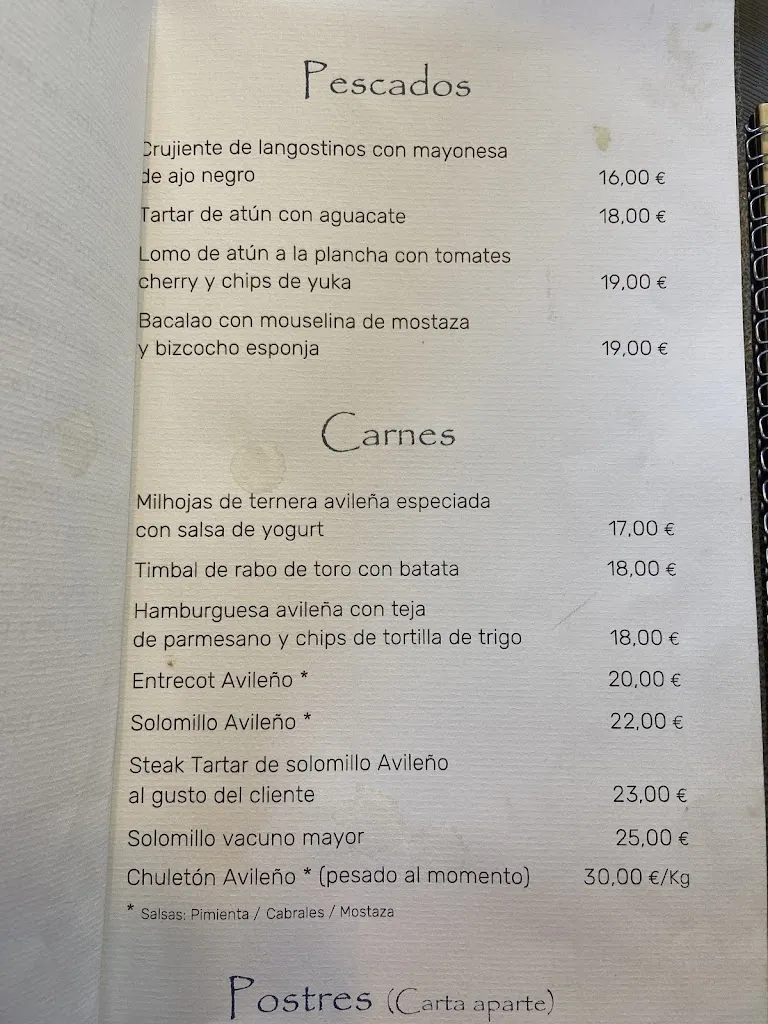 Pescados
Crujiente de langostinos con mayonesa
de ajo negro 16,00 €
Tartar de atún con aguacate 18,00 €
Lomo de atún a la plancha con tomates
cherry y chips de yuka 19,00 €
Bacalao con mouselina de mostaza
y bizcocho esponja 19,00 €
Carnes
Milhojas de ternera avileña especiada
con salsa de yogurt 17,00 €
Timbal de rabo de toro con batata 18,00 €
Hamburguesa avileña con teja
de parmesano y chips de tortilla de trigo 18,00 €
Entrecot Avileño * 20,00 €
Solomillo Avileño * 22,00 €
Steak Tartar de solomillo Avileño
al gusto del cliente 23,00 €
Solomillo vacuno mayor 25,00 €
Chuletón Avileño * (pesado al momento) 30,00 €/Kg
* Salsas: Pimienta / Cabrales / Mostaza
Postres (Carta aparte)